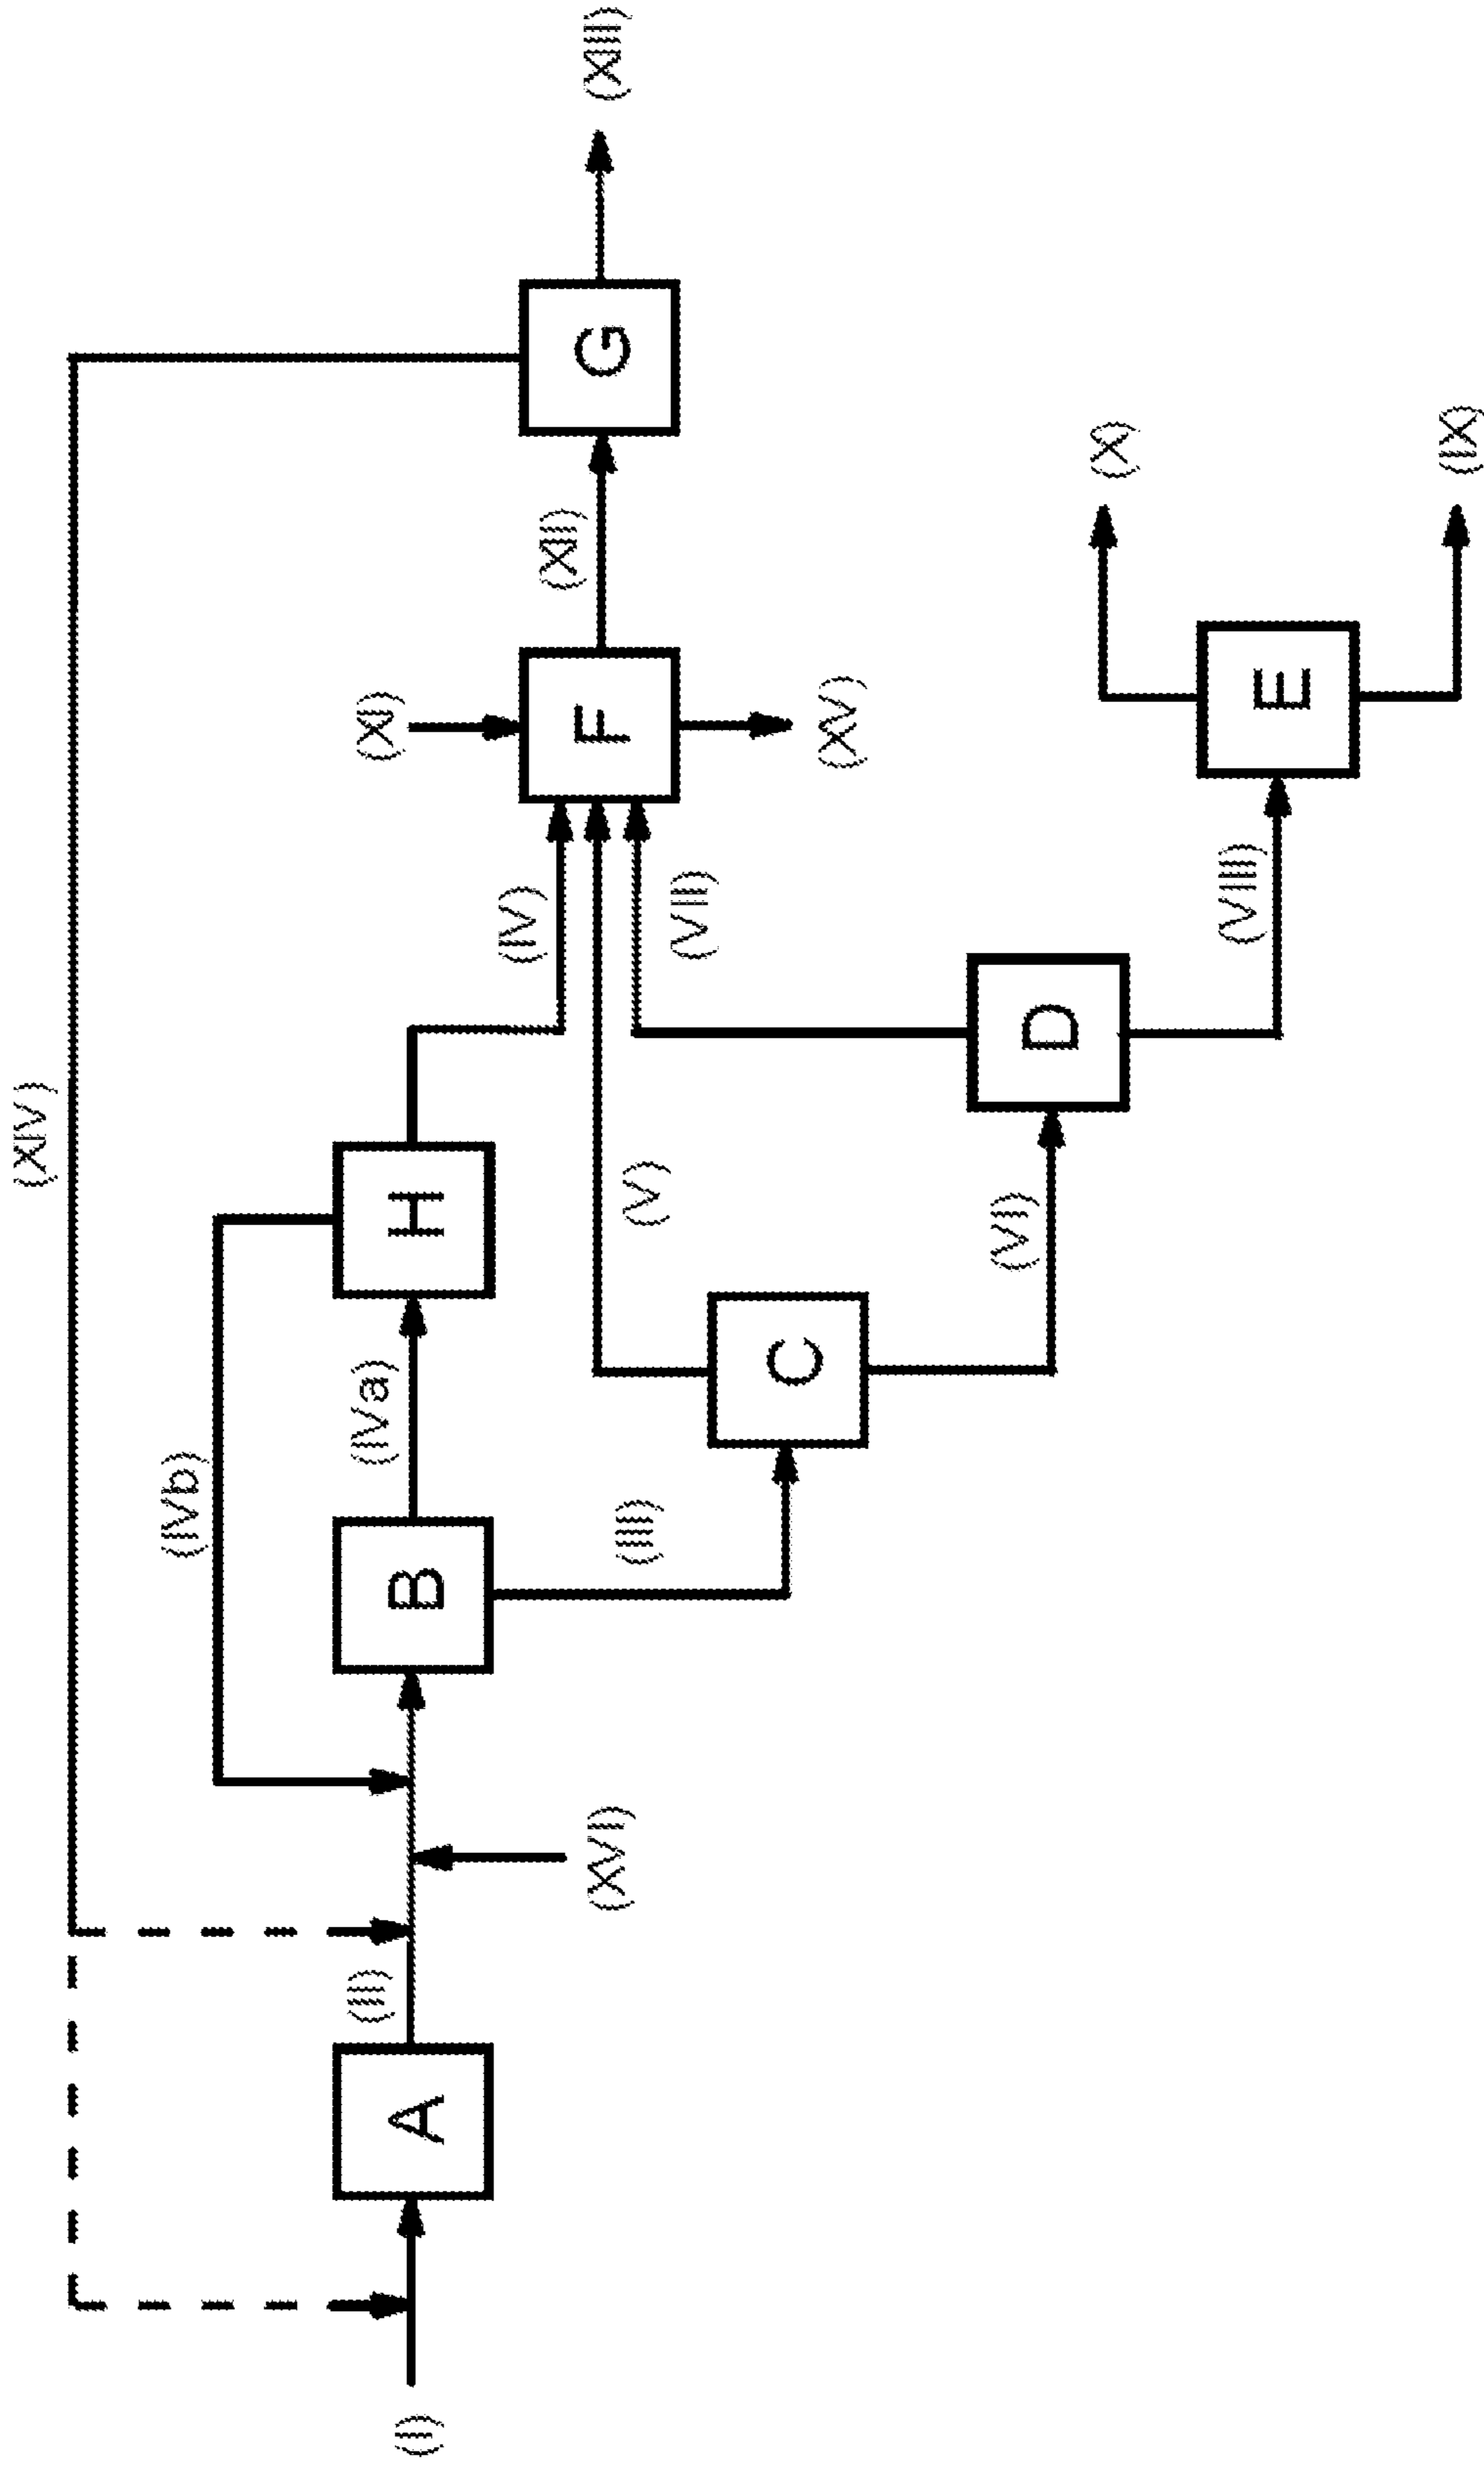 (XIV)
(IVb)
(I)
A
(II)
(XVI)
B
(IVa)
H
(IV)
(XI)
F
(XV)
(XII)
G
(XIII)
(III)
C
(V)
(VI)
D
(VII)
(VIII)
E
(X)
(IX)